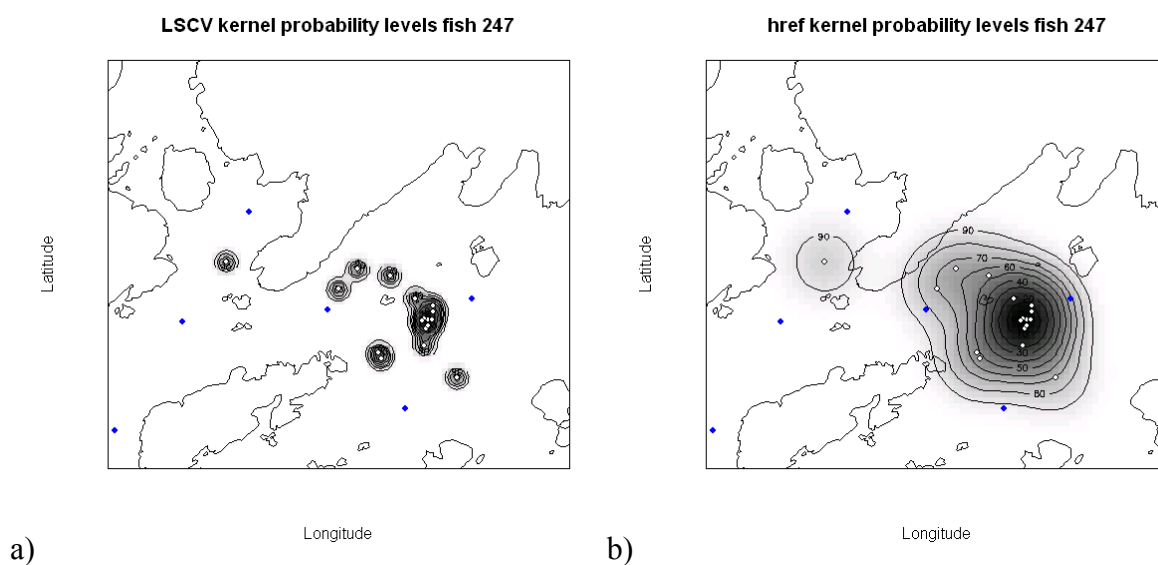 LSCV kernel probability levels fish 247
Latitude
Longitude
a)
href kernel probability levels fish 247
90
90
70
60
40
30
50
80
Latitude
Longitude
b)